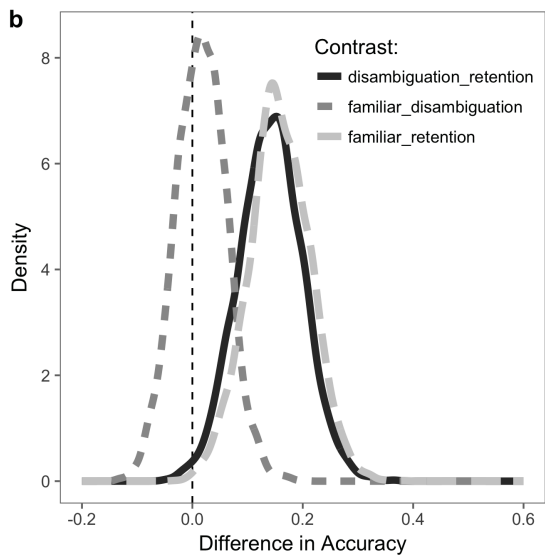 b
Contrast:
disambiguation_retention
familiar_disambiguation
familiar_retention
Density
8
6
4
2
0
-0.2 0.0 0.2 0.4 0.6
Difference in Accuracy